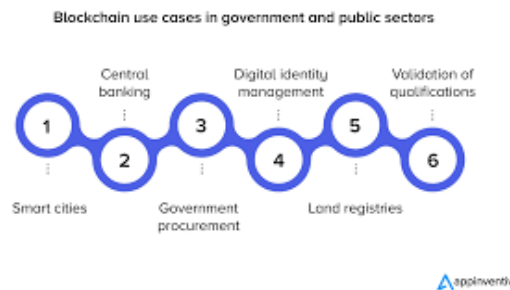 Blockchain use cases in government and public sectors
Central
banking
Digital identity
management
Validation of
qualifications
1
2
3
4
5
6
Smart cities
Government
procurement
Land registries
appinventi